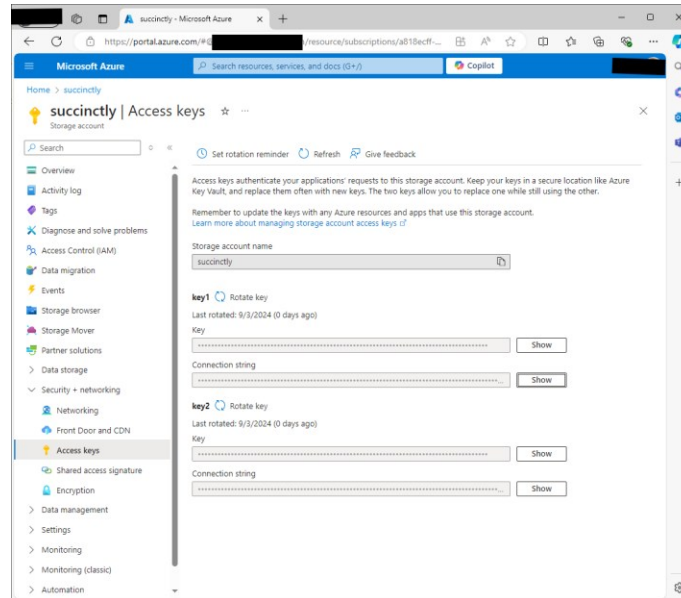 succinctly - Microsoft Azure
https://portal.azure.com/#@
/resource/subscriptions/a818ecff-...
Microsoft Azure
Search resources, services, and docs (G+/)
Copilot
Home > succinctly
succinctly | Access keys
Storage account
Search
Overview
Activity log
Tags
Diagnose and solve problems
Access Control (IAM)
Data migration
Events
Storage browser
Storage Mover
Partner solutions
Data storage
Security + networking
Networking
Front Door and CDN
Access keys
Shared access signature
Encryption
Data management
Settings
Monitoring
Monitoring (classic)
Automation
Set rotation reminder Refresh Give feedback
Access keys authenticate your applications' requests to this storage account. Keep your keys in a secure location like Azure
Key Vault, and replace them often with new keys. The two keys allow you to replace one while still using the other.
Remember to update the keys with any Azure resources and apps that use this storage account.
Learn more about managing storage account access keys
Storage account name
succinctly
key1 Rotate key
Last rotated: 9/3/2024 (0 days ago)
Key
Show
Connection string
Show
key2 Rotate key
Last rotated: 9/3/2024 (0 days ago)
Key
Show
Connection string
Show